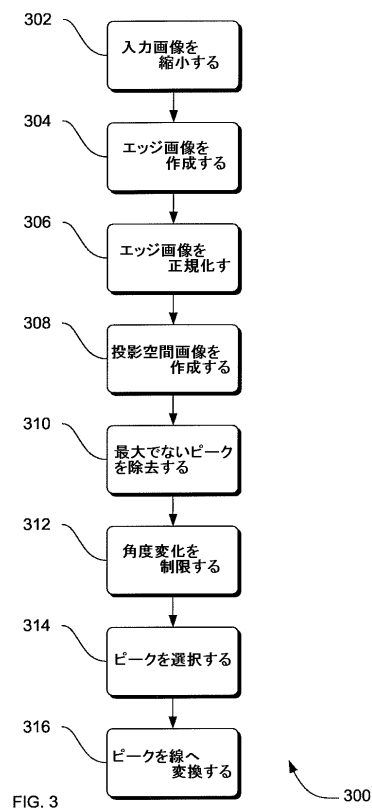 302
入力画像を
縮小する
304
エッジ画像を
作成する
306
エッジ画像を
正規化す
308
投影空間画像を
作成する
310
最大でないピーク
を除去する
312
角度変化を
制限する
314
ピークを選択する
316
ピークを線へ
変換する
300
FIG. 3